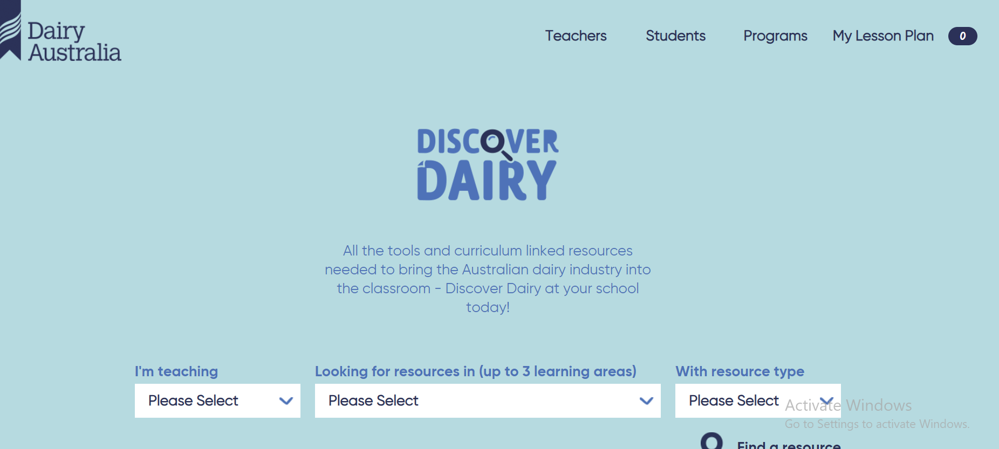 Dairy
Australia
Teachers
Students
Programs
My Lesson Plan
0
DISCOVER
DAIRY
All the tools and curriculum linked resources
needed to bring the Australian dairy industry into
the classroom - Discover Dairy at your school
today!
I'm teaching
Looking for resources in (up to 3 learning areas)
With resource type
Please Select
Please Select
Please Select
Activate Windows
Go to Settings to activate Windows.
Find a resource